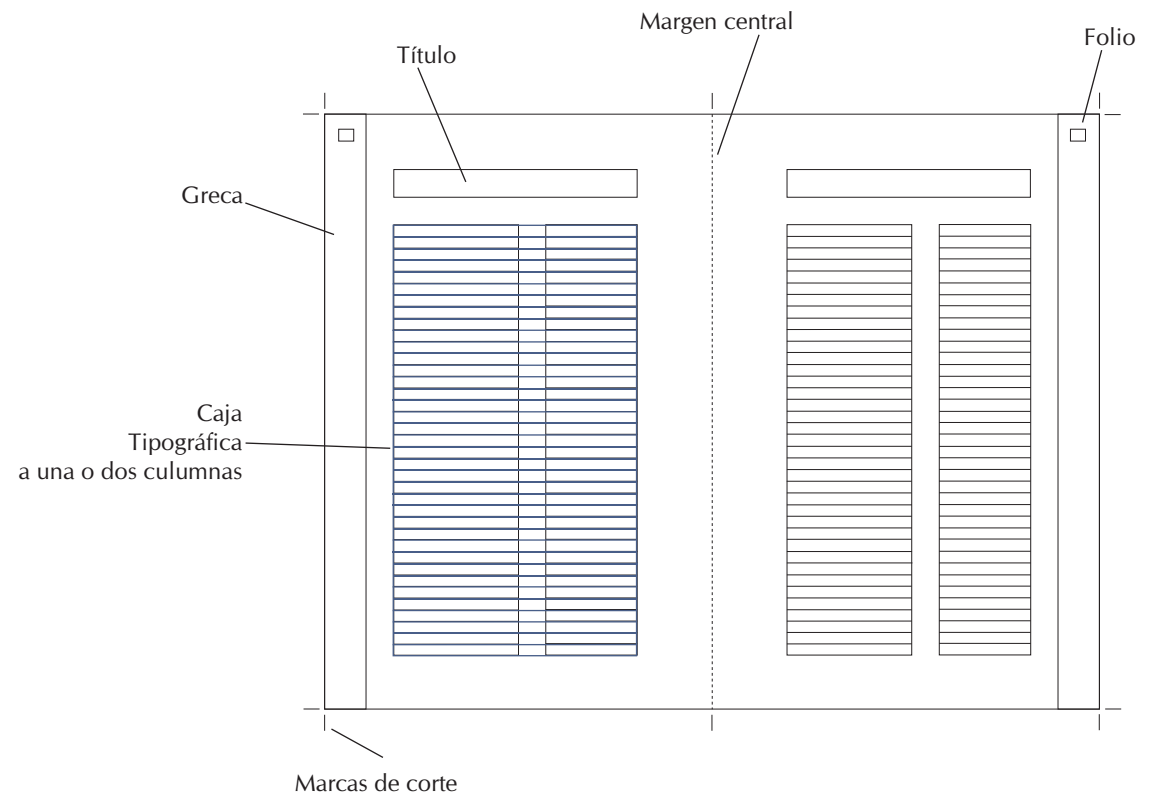 Margen central
Folio
Título
Greca
Caja
Tipográfica
a una o dos culumnas
Marcas de corte